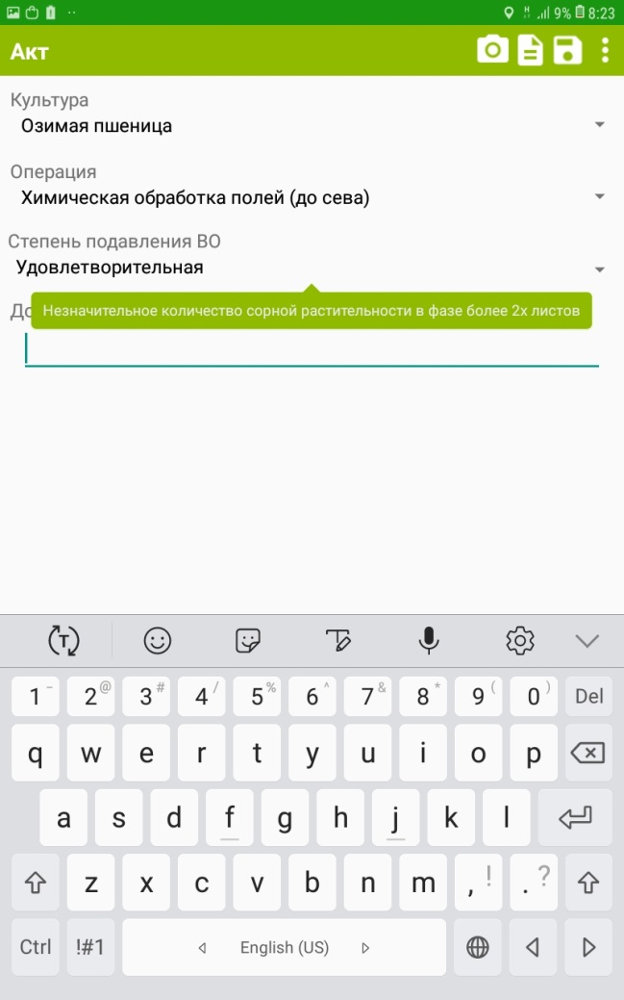 9% 8:23
Акт
Культура
Озимая пшеница
Операция
Химическая обработка полей (до сева)
Степень подавления ВО
Удовлетворительная
Незначительное количество сорной растительности в фазе более 2х листов
1 - 2 @ 3 # 4 / 5 % 6 ^ 7 & 8 * 9 ( 0 ) Del
q w e r t y u i o p
a s d f g h j k l
z x c v b n m , ! . ?
Ctrl !#1 English (US)